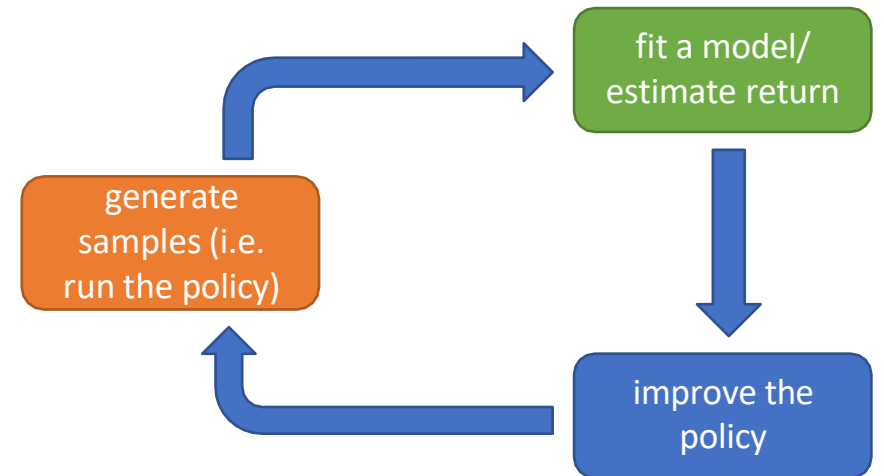 fit a model/
estimate return
generate
samples (i.e.
run the policy)
improve the
policy